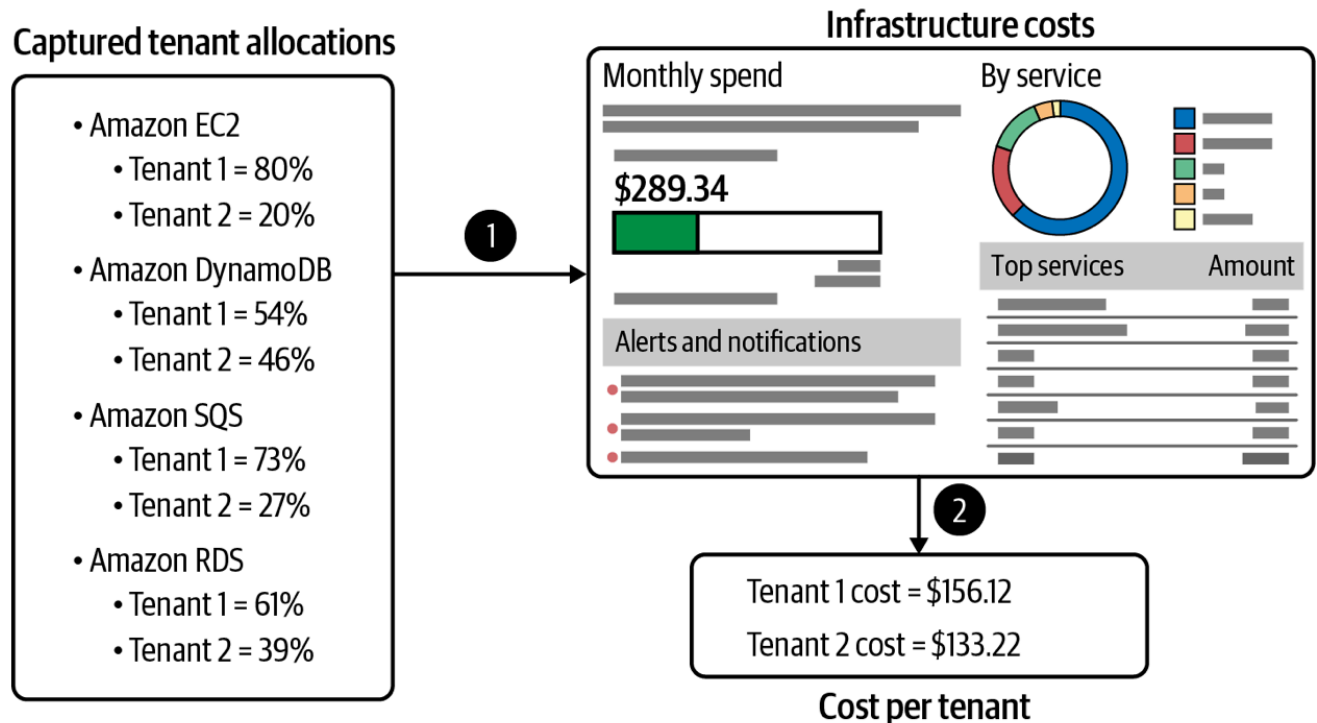 Captured tenant allocations
• Amazon EC2
• Tenant 1 = 80%
• Tenant 2 = 20%
• Amazon DynamoDB
• Tenant 1 = 54%
• Tenant 2 = 46%
• Amazon SQS
• Tenant 1 = 73%
• Tenant 2 = 27%
• Amazon RDS
• Tenant 1 = 61%
• Tenant 2 = 39%
1
Infrastructure costs
Monthly spend
$289.34
Alerts and notifications
By service
Top services Amount
2
Tenant 1 cost = $156.12
Tenant 2 cost = $133.22
Cost per tenant